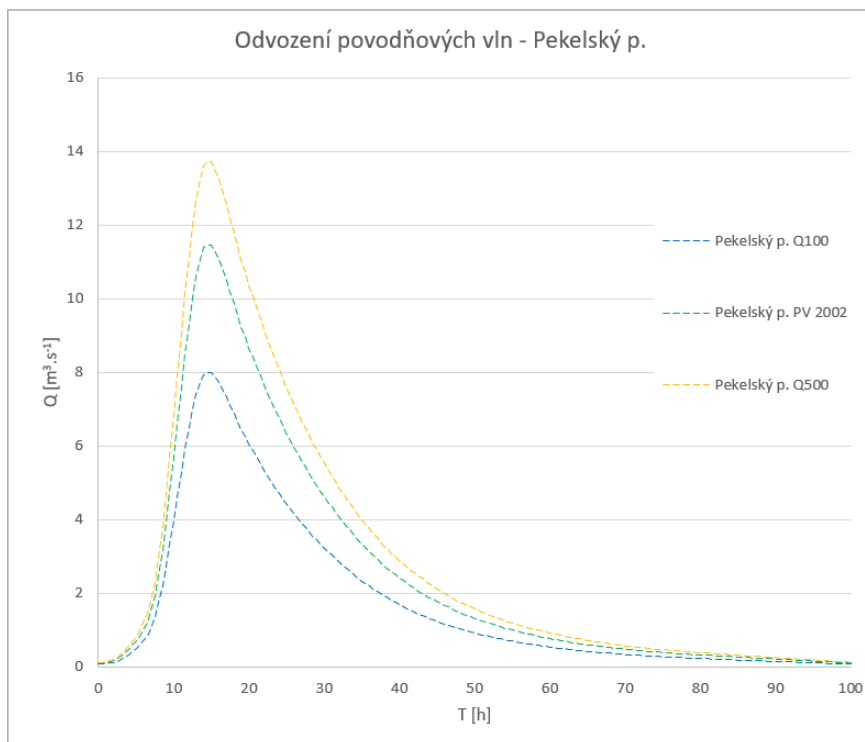 Odvození povodňových vln - Pekelský p.
16
14
12
10
8
6
4
2
0
Q [m³.s⁻¹]
Pekelský p. Q100
Pekelský p. PV 2002
Pekelský p. Q500
0 10 20 30 40 50 60 70 80 90 100
T [h]